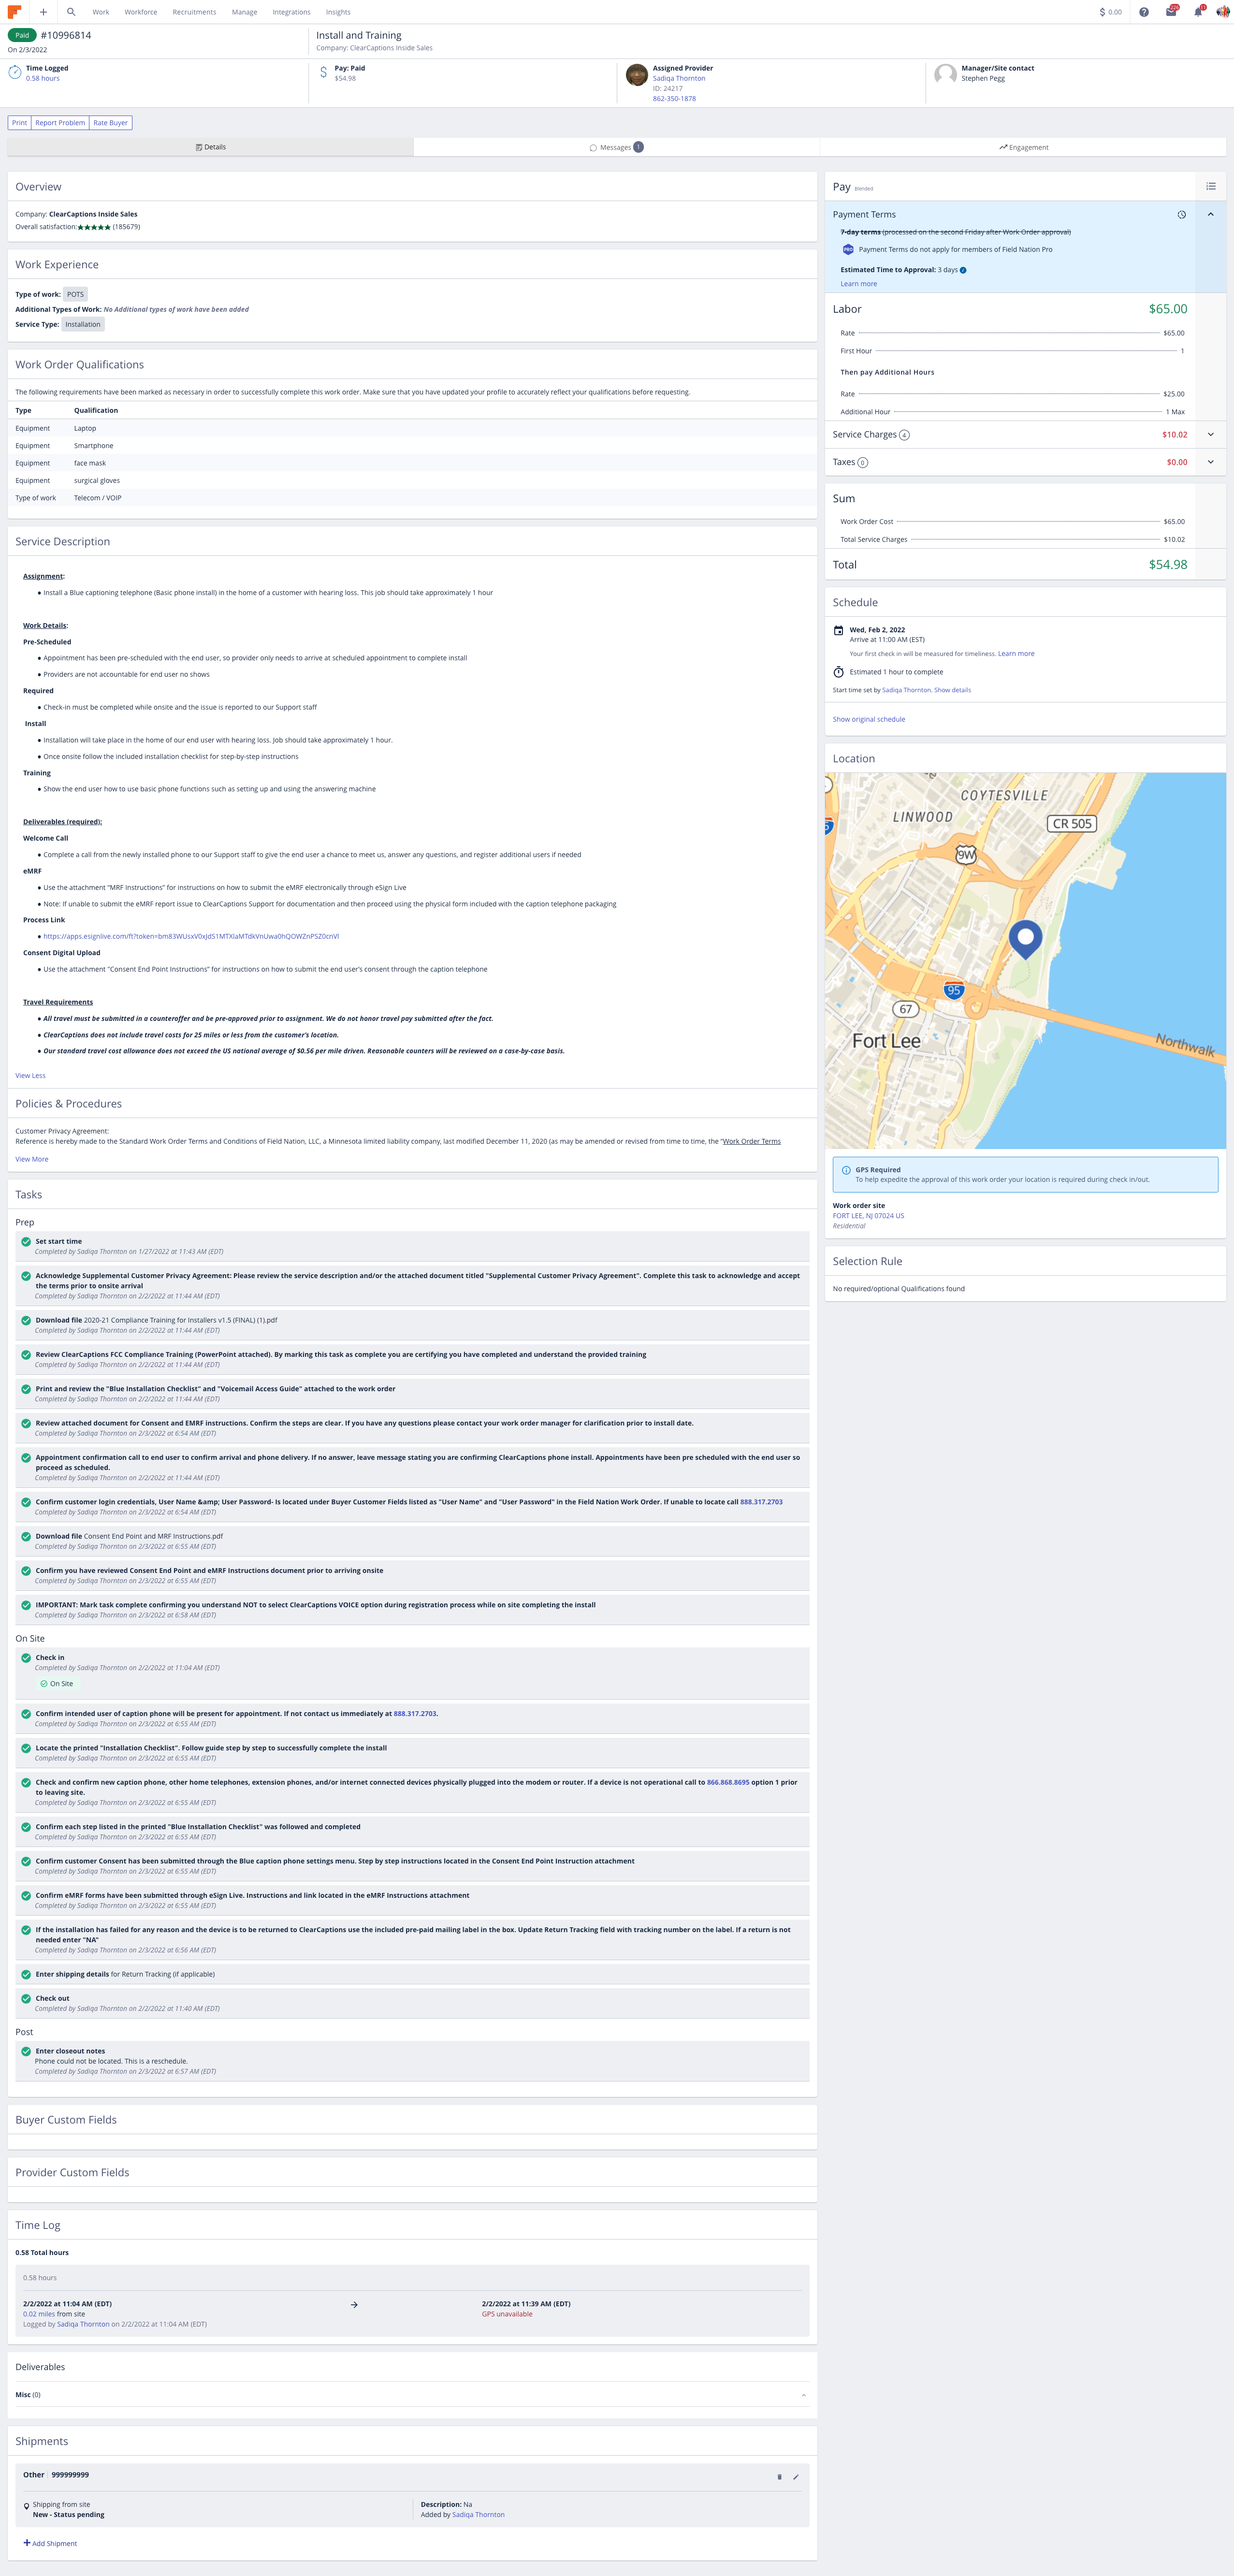 Work Workforce Recruitments Manage Integrations Insights 0.00
Paid #10996814
On 2/3/2022
Install and Training
Company: ClearCaptions Inside Sales
Time Logged
0.58 hours
Pay: Paid
$54.98
Assigned Provider
Sadiqa Thornton
ID: 24217
862-350-1878
Manager/Site contact
Stephen Pegg
Print Report Problem Rate Buyer
Details Messages 1 Engagement
Overview
Company: ClearCaptions Inside Sales
Overall satisfaction:★★★★★ (185679)
Work Experience
Type of work: POTS
Additional Types of Work: No Additional types of work have been added
Service Type: Installation
Work Order Qualifications
The following requirements have been marked as necessary in order to successfully complete this work order. Make sure that you have updated your profile to accurately reflect your qualifications before requesting.
Type Qualification
Equipment Laptop
Equipment Smartphone
Equipment face mask
Equipment surgical gloves
Type of work Telecom / VOIP
Service Description
Assignment:
● Install a Blue captioning telephone (Basic phone install) in the home of a customer with hearing loss. This job should take approximately 1 hour
Work Details:
Pre-Scheduled
● Appointment has been pre-scheduled with the end user, so provider only needs to arrive at scheduled appointment to complete install
● Providers are not accountable for end user no shows
Required
● Check-in must be completed while onsite and the issue is reported to our Support staff
Install
● Installation will take place in the home of our end user with hearing loss. Job should take approximately 1 hour.
● Once onsite follow the included installation checklist for step-by-step instructions
Training
● Show the end user how to use basic phone functions such as setting up and using the answering machine
Deliverables (required):
Welcome Call
● Complete a call from the newly installed phone to our Support staff to give the end user a chance to meet us, answer any questions, and register additional users if needed
eMRF
● Use the attachment “MRF Instructions” for instructions on how to submit the eMRF electronically through eSign Live
● Note: If unable to submit the eMRF report issue to ClearCaptions Support for documentation and then proceed using the physical form included with the caption telephone packaging
Process Link
Consent Digital Upload
● Use the attachment “Consent End Point Instructions” for instructions on how to submit the end user’s consent through the caption telephone
Travel Requirements
● All travel must be submitted in a counteroffer and be pre-approved prior to assignment. We do not honor travel pay submitted after the fact.
● ClearCaptions does not include travel costs for 25 miles or less from the customer’s location.
● Our standard travel cost allowance does not exceed the US national average of $0.56 per mile driven. Reasonable counters will be reviewed on a case-by-case basis.
View Less
Policies & Procedures
Customer Privacy Agreement:
Reference is hereby made to the Standard Work Order Terms and Conditions of Field Nation, LLC, a Minnesota limited liability company, last modified December 11, 2020 (as may be amended or revised from time to time, the “Work Order Terms
View More
Tasks
Prep
Set start time
Completed by Sadiqa Thornton on 1/27/2022 at 11:43 AM (EDT)
Acknowledge Supplemental Customer Privacy Agreement: Please review the service description and/or the attached document titled "Supplemental Customer Privacy Agreement". Complete this task to acknowledge and accept
the terms prior to onsite arrival
Completed by Sadiqa Thornton on 2/2/2022 at 11:44 AM (EDT)
Download file 2020-21 Compliance Training for Installers v1.5 (FINAL) (1).pdf
Completed by Sadiqa Thornton on 2/2/2022 at 11:44 AM (EDT)
Review ClearCaptions FCC Compliance Training (PowerPoint attached). By marking this task as complete you are certifying you have completed and understand the provided training
Completed by Sadiqa Thornton on 2/2/2022 at 11:44 AM (EDT)
Print and review the "Blue Installation Checklist" and "Voicemail Access Guide" attached to the work order
Completed by Sadiqa Thornton on 2/2/2022 at 11:44 AM (EDT)
Review attached document for Consent and EMRF instructions. Confirm the steps are clear. If you have any questions please contact your work order manager for clarification prior to install date.
Completed by Sadiqa Thornton on 2/3/2022 at 6:54 AM (EDT)
Appointment confirmation call to end user to confirm arrival and phone delivery. If no answer, leave message stating you are confirming ClearCaptions phone install. Appointments have been pre scheduled with the end user so
proceed as scheduled.
Completed by Sadiqa Thornton on 2/2/2022 at 11:44 AM (EDT)
Confirm customer login credentials, User Name &amp; User Password- Is located under Buyer Customer Fields listed as "User Name" and "User Password" in the Field Nation Work Order. If unable to locate call 888.317.2703
Completed by Sadiqa Thornton on 2/3/2022 at 6:54 AM (EDT)
Download file Consent End Point and MRF Instructions.pdf
Completed by Sadiqa Thornton on 2/3/2022 at 6:55 AM (EDT)
Confirm you have reviewed Consent End Point and eMRF Instructions document prior to arriving onsite
Completed by Sadiqa Thornton on 2/3/2022 at 6:55 AM (EDT)
IMPORTANT: Mark task complete confirming you understand NOT to select ClearCaptions VOICE option during registration process while on site completing the install
Completed by Sadiqa Thornton on 2/3/2022 at 6:58 AM (EDT)
On Site
Check in
Completed by Sadiqa Thornton on 2/2/2022 at 11:04 AM (EDT)
On Site
Confirm intended user of caption phone will be present for appointment. If not contact us immediately at 888.317.2703.
Completed by Sadiqa Thornton on 2/3/2022 at 6:55 AM (EDT)
Locate the printed "Installation Checklist". Follow guide step by step to successfully complete the install
Completed by Sadiqa Thornton on 2/3/2022 at 6:55 AM (EDT)
Check and confirm new caption phone, other home telephones, extension phones, and/or internet connected devices physically plugged into the modem or router. If a device is not operational call to 866.868.8695 option 1 prior
to leaving site.
Completed by Sadiqa Thornton on 2/3/2022 at 6:55 AM (EDT)
Confirm each step listed in the printed "Blue Installation Checklist" was followed and completed
Completed by Sadiqa Thornton on 2/3/2022 at 6:55 AM (EDT)
Confirm customer Consent has been submitted through the Blue caption phone settings menu. Step by step instructions located in the Consent End Point Instruction attachment
Completed by Sadiqa Thornton on 2/3/2022 at 6:55 AM (EDT)
Confirm eMRF forms have been submitted through eSign Live. Instructions and link located in the eMRF Instructions attachment
Completed by Sadiqa Thornton on 2/3/2022 at 6:55 AM (EDT)
If the installation has failed for any reason and the device is to be returned to ClearCaptions use the included pre-paid mailing label in the box. Update Return Tracking field with tracking number on the label. If a return is not
needed enter "NA"
Completed by Sadiqa Thornton on 2/3/2022 at 6:56 AM (EDT)
Enter shipping details for Return Tracking (if applicable)
Check out
Completed by Sadiqa Thornton on 2/2/2022 at 11:40 AM (EDT)
Post
Enter closeout notes
Phone could not be located. This is a reschedule.
Completed by Sadiqa Thornton on 2/3/2022 at 6:57 AM (EDT)
Buyer Custom Fields
Provider Custom Fields
Time Log
0.58 Total hours
0.58 hours
2/2/2022 at 11:04 AM (EDT) 2/2/2022 at 11:39 AM (EDT)
0.02 miles from site GPS unavailable
Logged by Sadiqa Thornton on 2/2/2022 at 11:04 AM (EDT)
Deliverables
Misc (0)
Shipments
Other 999999999
Shipping from site
New - Status pending
Description: Na
Added by Sadiqa Thornton
Add Shipment
Pay Blended
Payment Terms
7-day terms (processed on the second Friday after Work Order approval)
PRO Payment Terms do not apply for members of Field Nation Pro
Estimated Time to Approval: 3 days
Learn more
Labor $65.00
Rate $65.00
First Hour 1
Then pay Additional Hours
Rate $25.00
Additional Hour 1 Max
Service Charges 4 $10.02
Taxes 0 $0.00
Sum
Work Order Cost $65.00
Total Service Charges $10.02
Total $54.98
Schedule
Wed, Feb 2, 2022
Arrive at 11:00 AM (EST)
Your first check in will be measured for timeliness. Learn more
Estimated 1 hour to complete
Start time set by Sadiqa Thornton. Show details
Show original schedule
Location
COYTESVILLE
LINWOOD
CR 505
9W
95
67
Fort Lee
Northwalk
GPS Required
To help expedite the approval of this work order your location is required during check in/out.
Work order site
FORT LEE, NJ 07024 US
Residential
Selection Rule
No required/optional Qualifications found